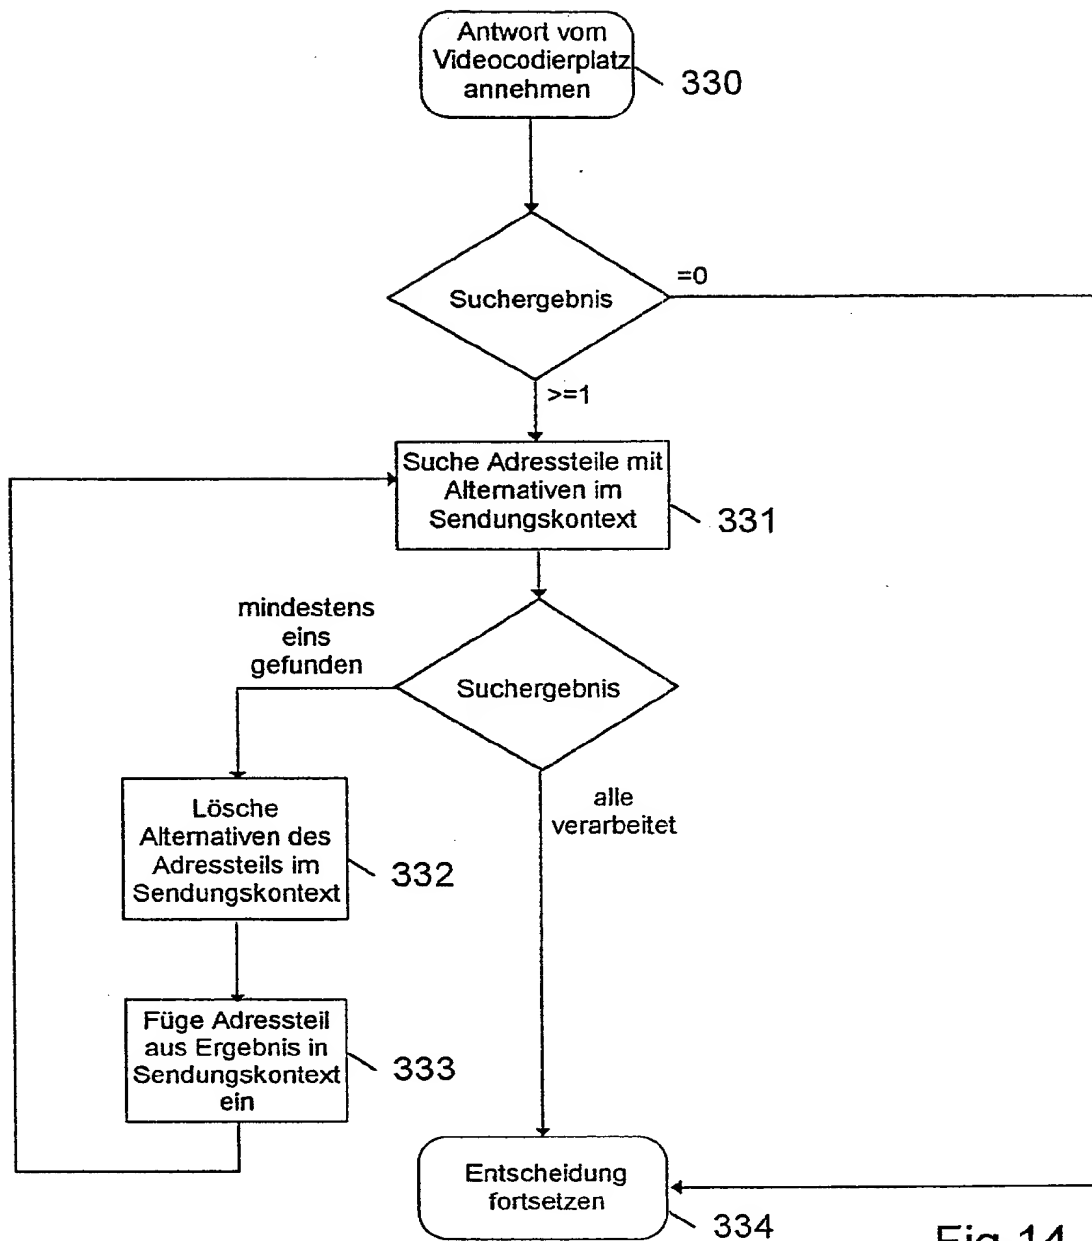 Antwort vom
Videocodierplatz
annehmen
330
Suchergebnis
=0
>=1
Suche Adressteile mit
Alternativen im
Sendungskontext
331
mindestens
eins
gefunden
Suchergebnis
alle
verarbeitet
Lösche
Alternativen des
Adressteils im
Sendungskontext
332
Füge Adressteil
aus Ergebnis in
Sendungskontext
ein
333
Entscheidung
fortsetzen
334
Fig 14